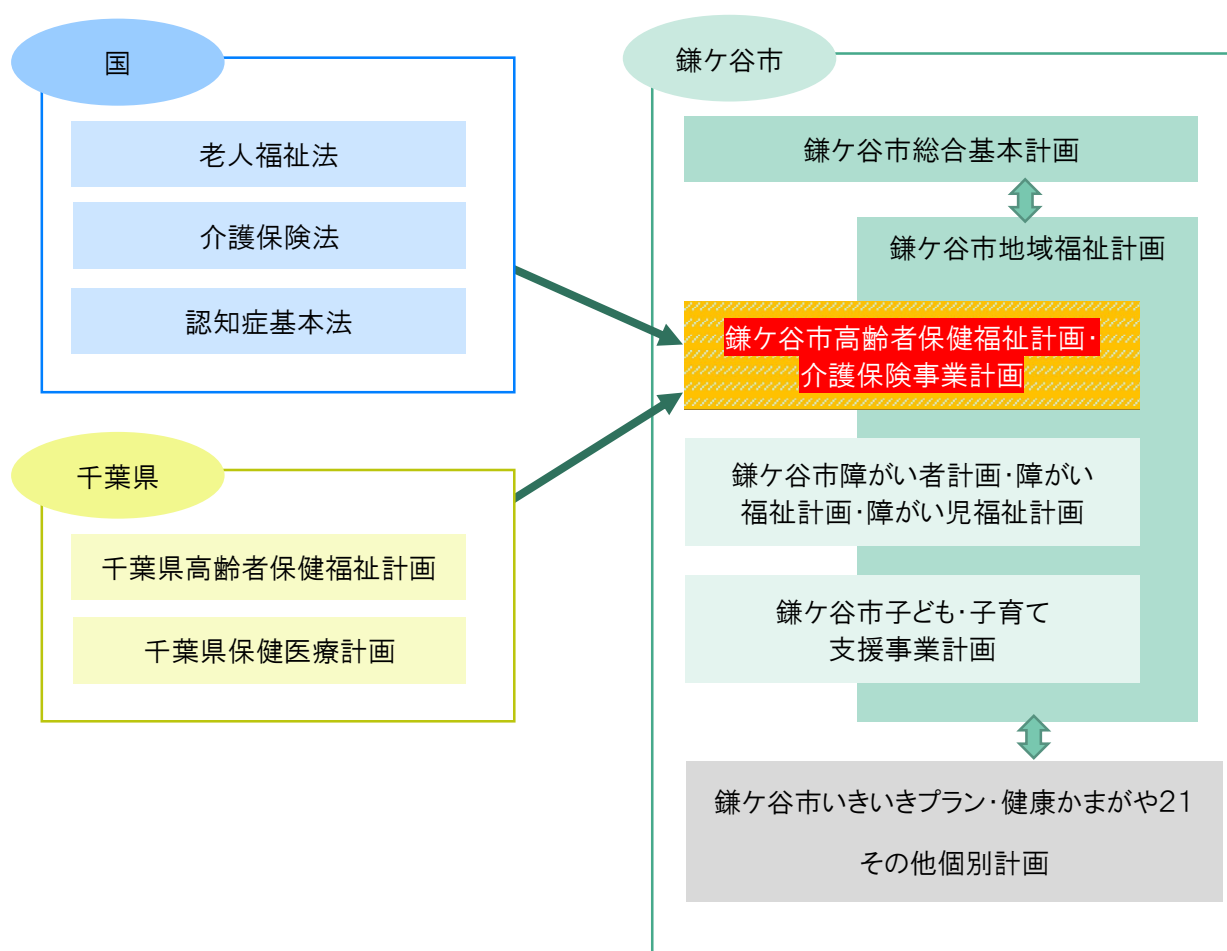 国
老人福祉法
介護保険法
認知症基本法
千葉県
千葉県高齢者保健福祉計画
千葉県保健医療計画
鎌ケ谷市
鎌ケ谷市総合基本計画
鎌ケ谷市地域福祉計画
鎌ケ谷市高齢者保健福祉計画・
介護保険事業計画
鎌ケ谷市障がい者計画・障がい
福祉計画・障がい児福祉計画
鎌ケ谷市子ども・子育て
支援事業計画
鎌ケ谷市いきいきプラン・健康かまがや21
その他個別計画